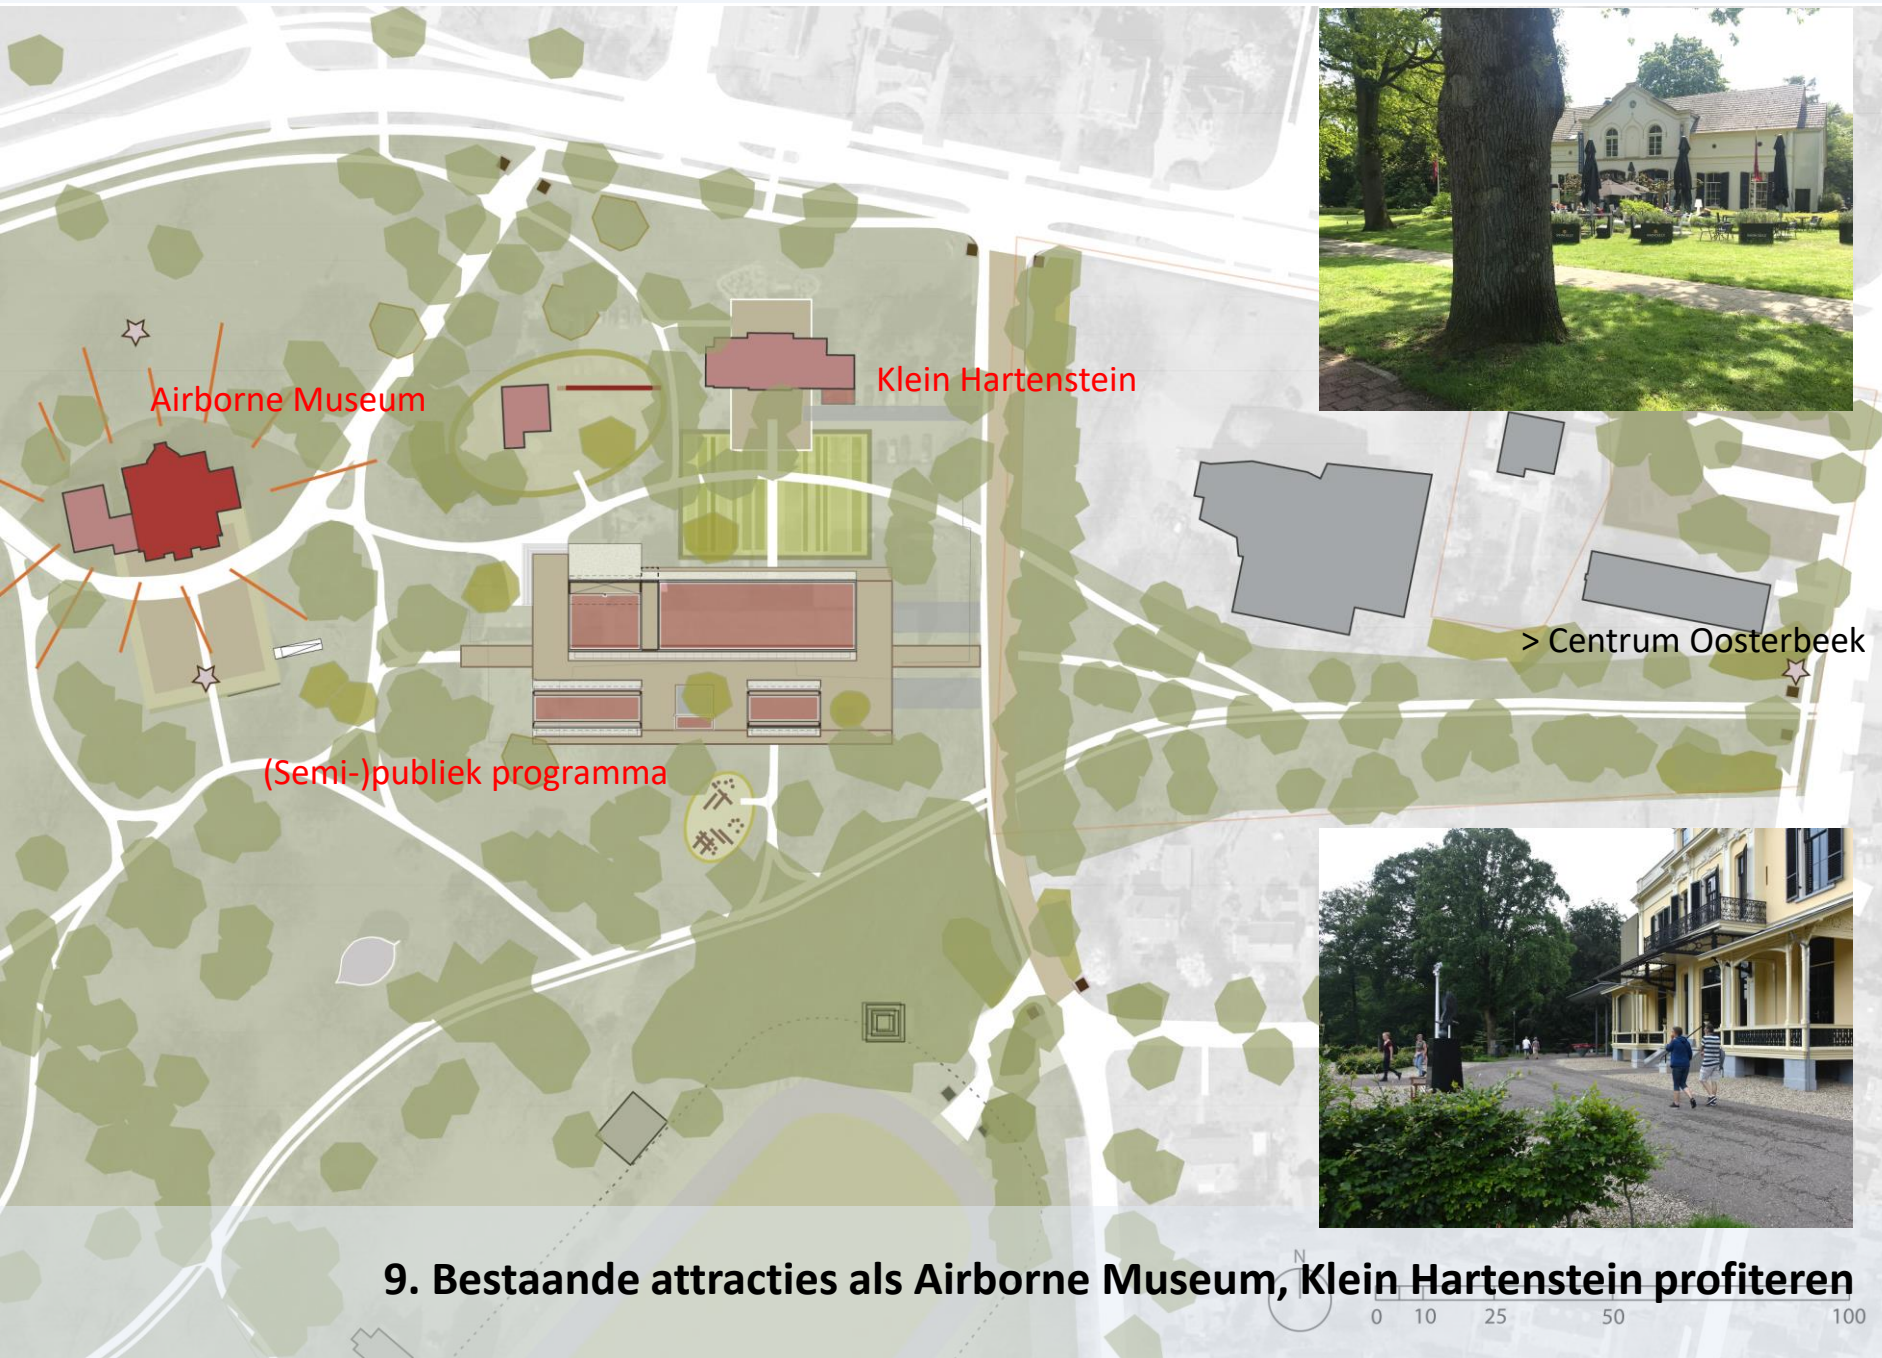 Airborne Museum
Klein Hartenstein
> Centrum Oosterbeek
(Semi-)publiek programma
9. Bestaande attracties als Airborne Museum, Klein Hartenstein profiteren
N
0 10 25 50 100